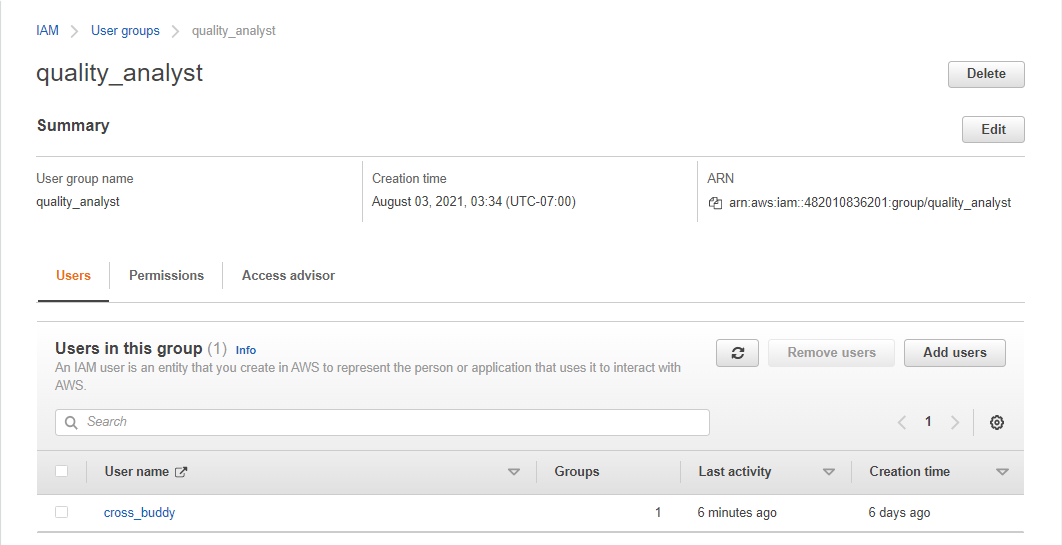 IAM > User groups > quality_analyst
quality_analyst
Delete
Summary
Edit
User group name
quality_analyst
Creation time
August 03, 2021, 03:34 (UTC-07:00)
ARN
arn:aws:iam::482010836201:group/quality_analyst
Users
Permissions
Access advisor
Users in this group (1) Info
An IAM user is an entity that you create in AWS to represent the person or application that uses it to interact with
AWS.
Remove users
Add users
Search
1
User name
Groups
Last activity
Creation time
cross_buddy
1
6 minutes ago
6 days ago